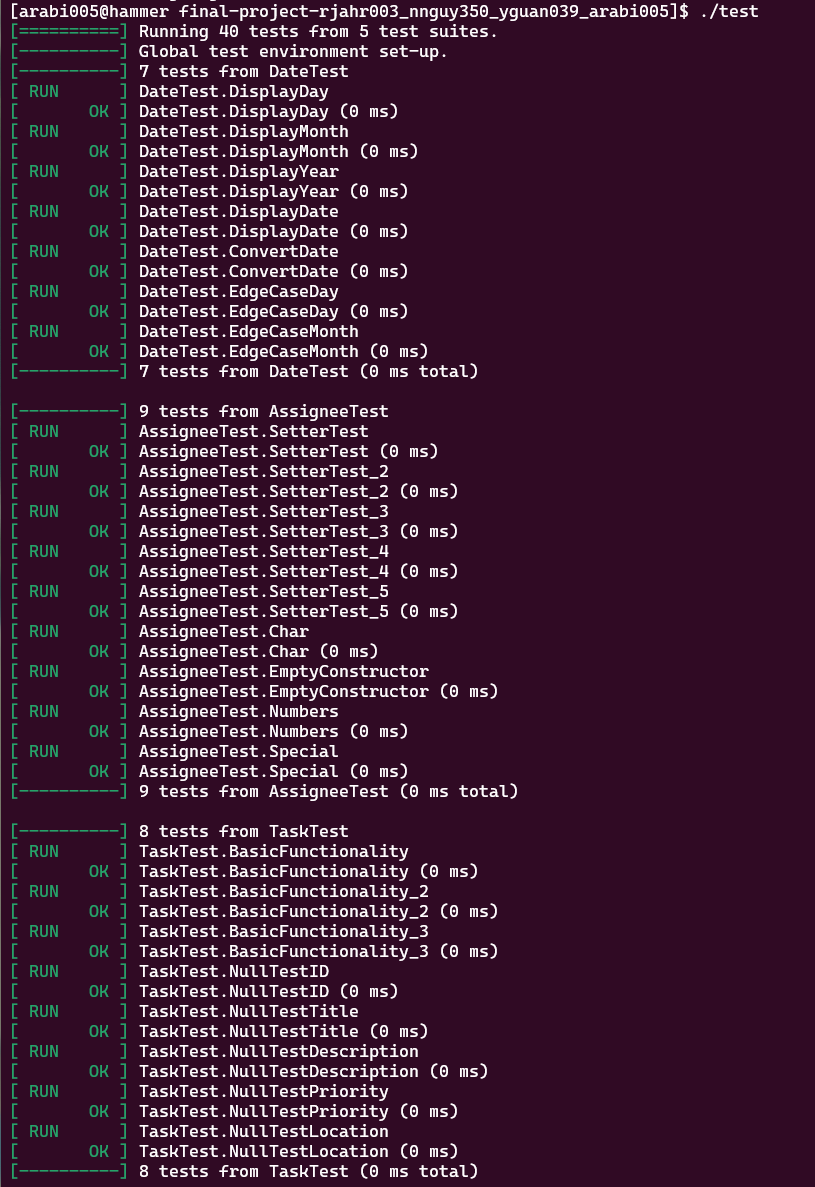 [arabi005@hammer final-project-rjahr003_nnguy350_yguan039_arabi005]$ ./test
[==========] Running 40 tests from 5 test suites.
[----------] Global test environment set-up.
[----------] 7 tests from DateTest
[ RUN      ] DateTest.DisplayDay
[       OK ] DateTest.DisplayDay (0 ms)
[ RUN      ] DateTest.DisplayMonth
[       OK ] DateTest.DisplayMonth (0 ms)
[ RUN      ] DateTest.DisplayYear
[       OK ] DateTest.DisplayYear (0 ms)
[ RUN      ] DateTest.DisplayDate
[       OK ] DateTest.DisplayDate (0 ms)
[ RUN      ] DateTest.ConvertDate
[       OK ] DateTest.ConvertDate (0 ms)
[ RUN      ] DateTest.EdgeCaseDay
[       OK ] DateTest.EdgeCaseDay (0 ms)
[ RUN      ] DateTest.EdgeCaseMonth
[       OK ] DateTest.EdgeCaseMonth (0 ms)
[----------] 7 tests from DateTest (0 ms total)

[----------] 9 tests from AssigneeTest
[ RUN      ] AssigneeTest.SetterTest
[       OK ] AssigneeTest.SetterTest (0 ms)
[ RUN      ] AssigneeTest.SetterTest_2
[       OK ] AssigneeTest.SetterTest_2 (0 ms)
[ RUN      ] AssigneeTest.SetterTest_3
[       OK ] AssigneeTest.SetterTest_3 (0 ms)
[ RUN      ] AssigneeTest.SetterTest_4
[       OK ] AssigneeTest.SetterTest_4 (0 ms)
[ RUN      ] AssigneeTest.SetterTest_5
[       OK ] AssigneeTest.SetterTest_5 (0 ms)
[ RUN      ] AssigneeTest.Char
[       OK ] AssigneeTest.Char (0 ms)
[ RUN      ] AssigneeTest.EmptyConstructor
[       OK ] AssigneeTest.EmptyConstructor (0 ms)
[ RUN      ] AssigneeTest.Numbers
[       OK ] AssigneeTest.Numbers (0 ms)
[ RUN      ] AssigneeTest.Special
[       OK ] AssigneeTest.Special (0 ms)
[----------] 9 tests from AssigneeTest (0 ms total)

[----------] 8 tests from TaskTest
[ RUN      ] TaskTest.BasicFunctionality
[       OK ] TaskTest.BasicFunctionality (0 ms)
[ RUN      ] TaskTest.BasicFunctionality_2
[       OK ] TaskTest.BasicFunctionality_2 (0 ms)
[ RUN      ] TaskTest.BasicFunctionality_3
[       OK ] TaskTest.BasicFunctionality_3 (0 ms)
[ RUN      ] TaskTest.NullTestID
[       OK ] TaskTest.NullTestID (0 ms)
[ RUN      ] TaskTest.NullTestTitle
[       OK ] TaskTest.NullTestTitle (0 ms)
[ RUN      ] TaskTest.NullTestDescription
[       OK ] TaskTest.NullTestDescription (0 ms)
[ RUN      ] TaskTest.NullTestPriority
[       OK ] TaskTest.NullTestPriority (0 ms)
[ RUN      ] TaskTest.NullTestLocation
[       OK ] TaskTest.NullTestLocation (0 ms)
[----------] 8 tests from TaskTest (0 ms total)